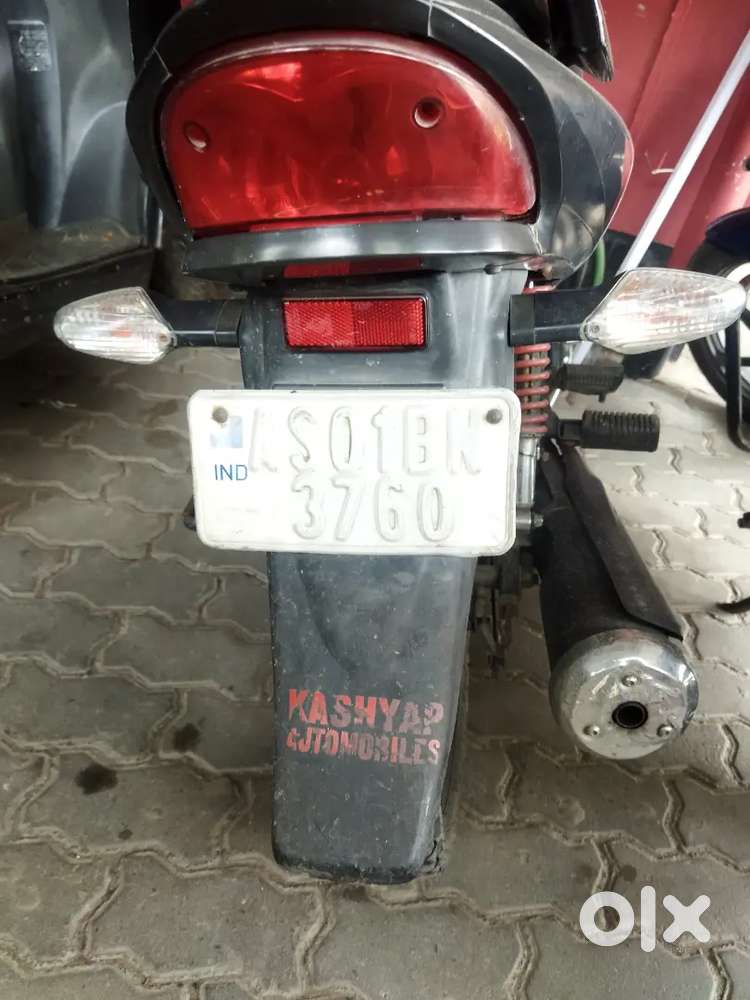 IND
AS01BN
3760
KASHYAP
AUTOMOBILES
olx